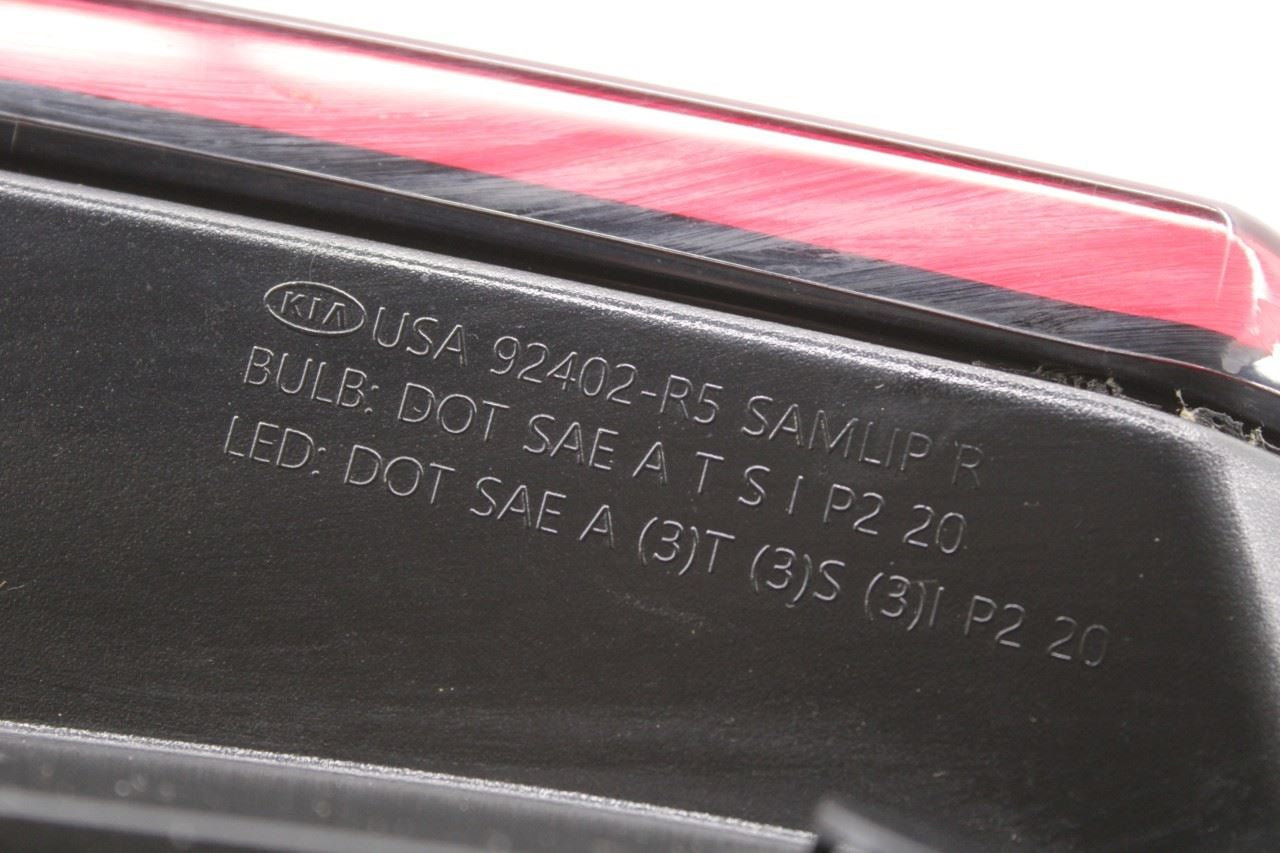 KIA USA 92402-R5 SAMLIP R
BULB: DOT SAE A T S I P2 20
LED: DOT SAE A (3)T (3)S (3)I P2 20